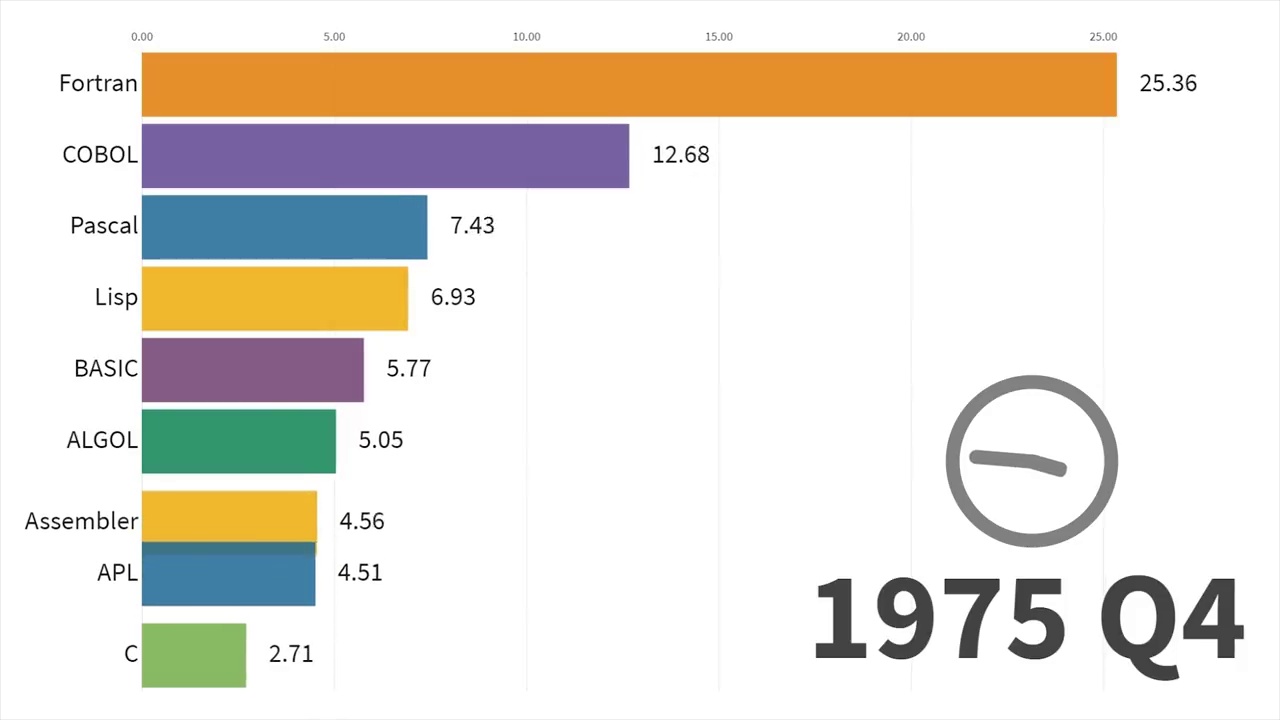 0.00 5.00 10.00 15.00 20.00 25.00
Fortran 25.36
COBOL 12.68
Pascal 7.43
Lisp 6.93
BASIC 5.77
ALGOL 5.05
Assembler 4.56
APL 4.51
C 2.71
1975 Q4